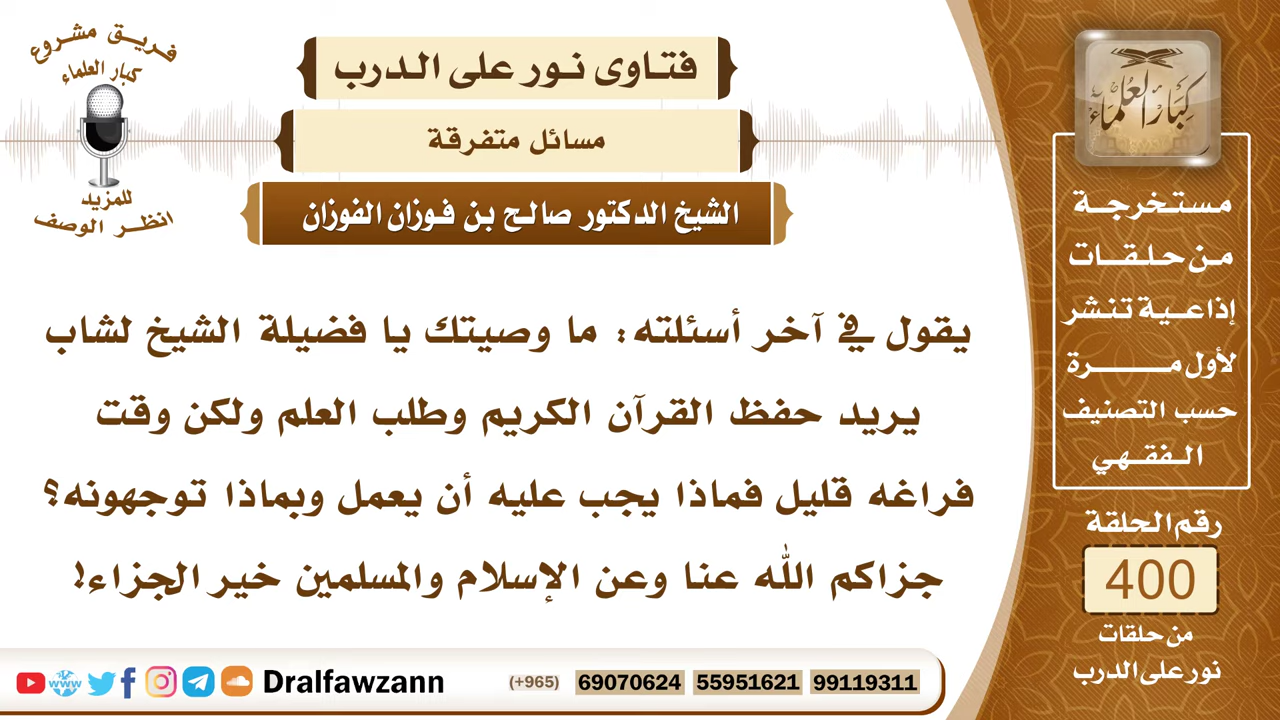 فتاوى نور على الدرب
مسائل متفرقة
الشيخ الدكتور صالح بن فوزان الفوزان
فريق مشروع
كبار العلماء
للمزيد
انظر الوصف
يقول في آخر أسئلته: ما وصيتك يا فضيلة الشيخ لشاب
يريد حفظ القرآن الكريم وطلب العلم ولكن وقت
فراغه قليل فماذا يجب عليه أن يعمل وبماذا توجهونه؟
جزاكم الله عنا وعن الإسلام والمسلمين خير الجزاء!
كبار العلماء
مستخرجة
من حلقات
إذاعية تنشر
لأول مرة
حسب التصنيف
الفقهي
رقم الحلقة
400
من حلقات
نور على الدرب
www Dralfawzann (+965) 69070624 55951621 99119311